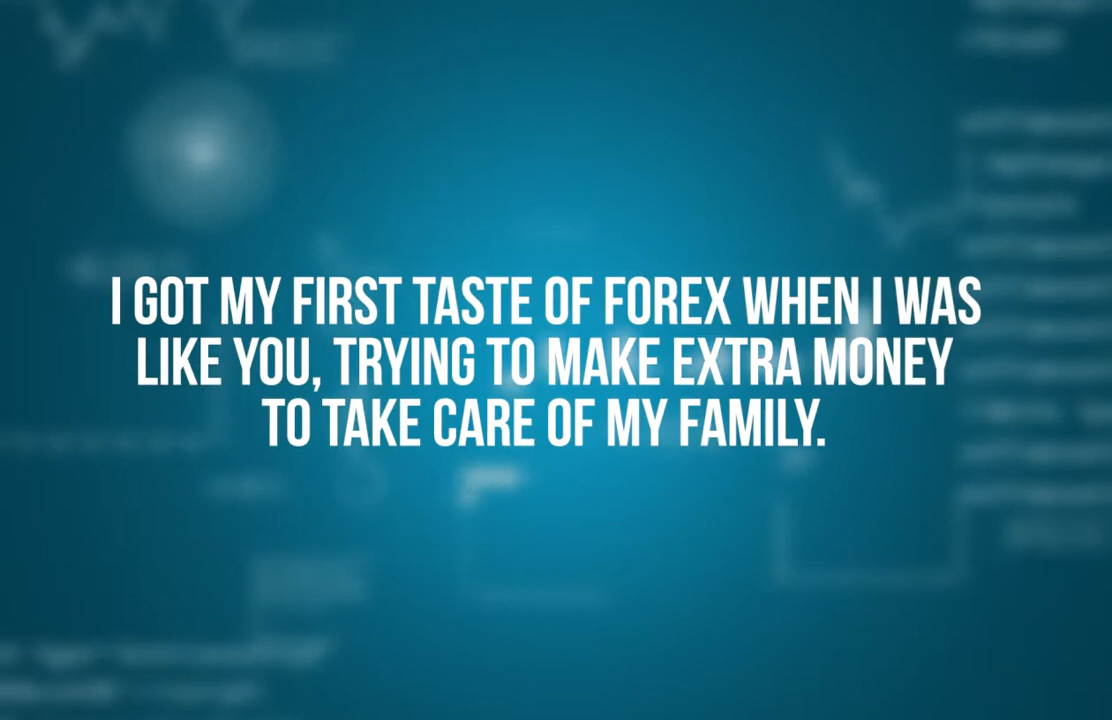 I GOT MY FIRST TASTE OF FOREX WHEN I WAS
LIKE YOU, TRYING TO MAKE EXTRA MONEY
TO TAKE CARE OF MY FAMILY.